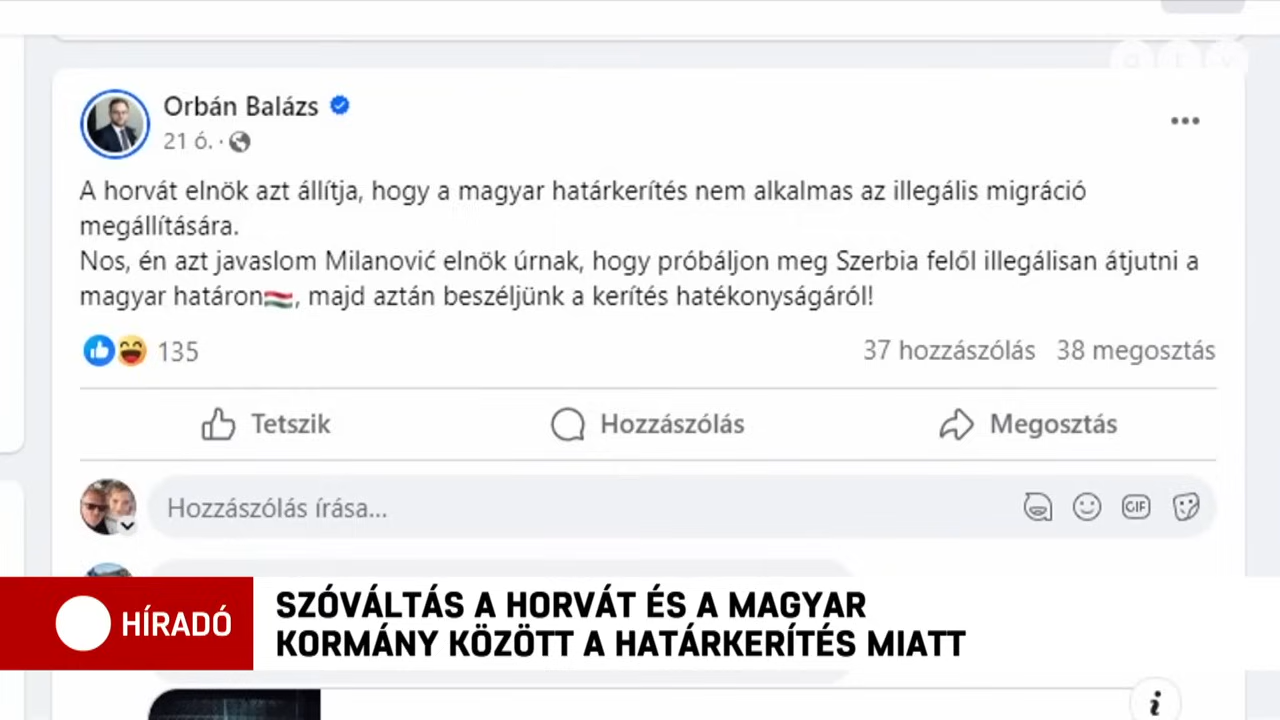 Orbán Balázs
21 ó. ·
A horvát elnök azt állítja, hogy a magyar határkerítés nem alkalmas az illegális migráció
megállítására.
Nos, én azt javaslom Milanović elnök úrnak, hogy próbáljon meg Szerbia felől illegálisan átjutni a
magyar határon🇭🇺, majd aztán beszéljünk a kerítés hatékonyságáról!
135
37 hozzászólás 38 megosztás
Tetszik Hozzászólás Megosztás
Hozzászólás írása...
GIF
HÍRADÓ
SZÓVÁLTÁS A HORVÁT ÉS A MAGYAR
KORMÁNY KÖZÖTT A HATÁRKERÍTÉS MIATT